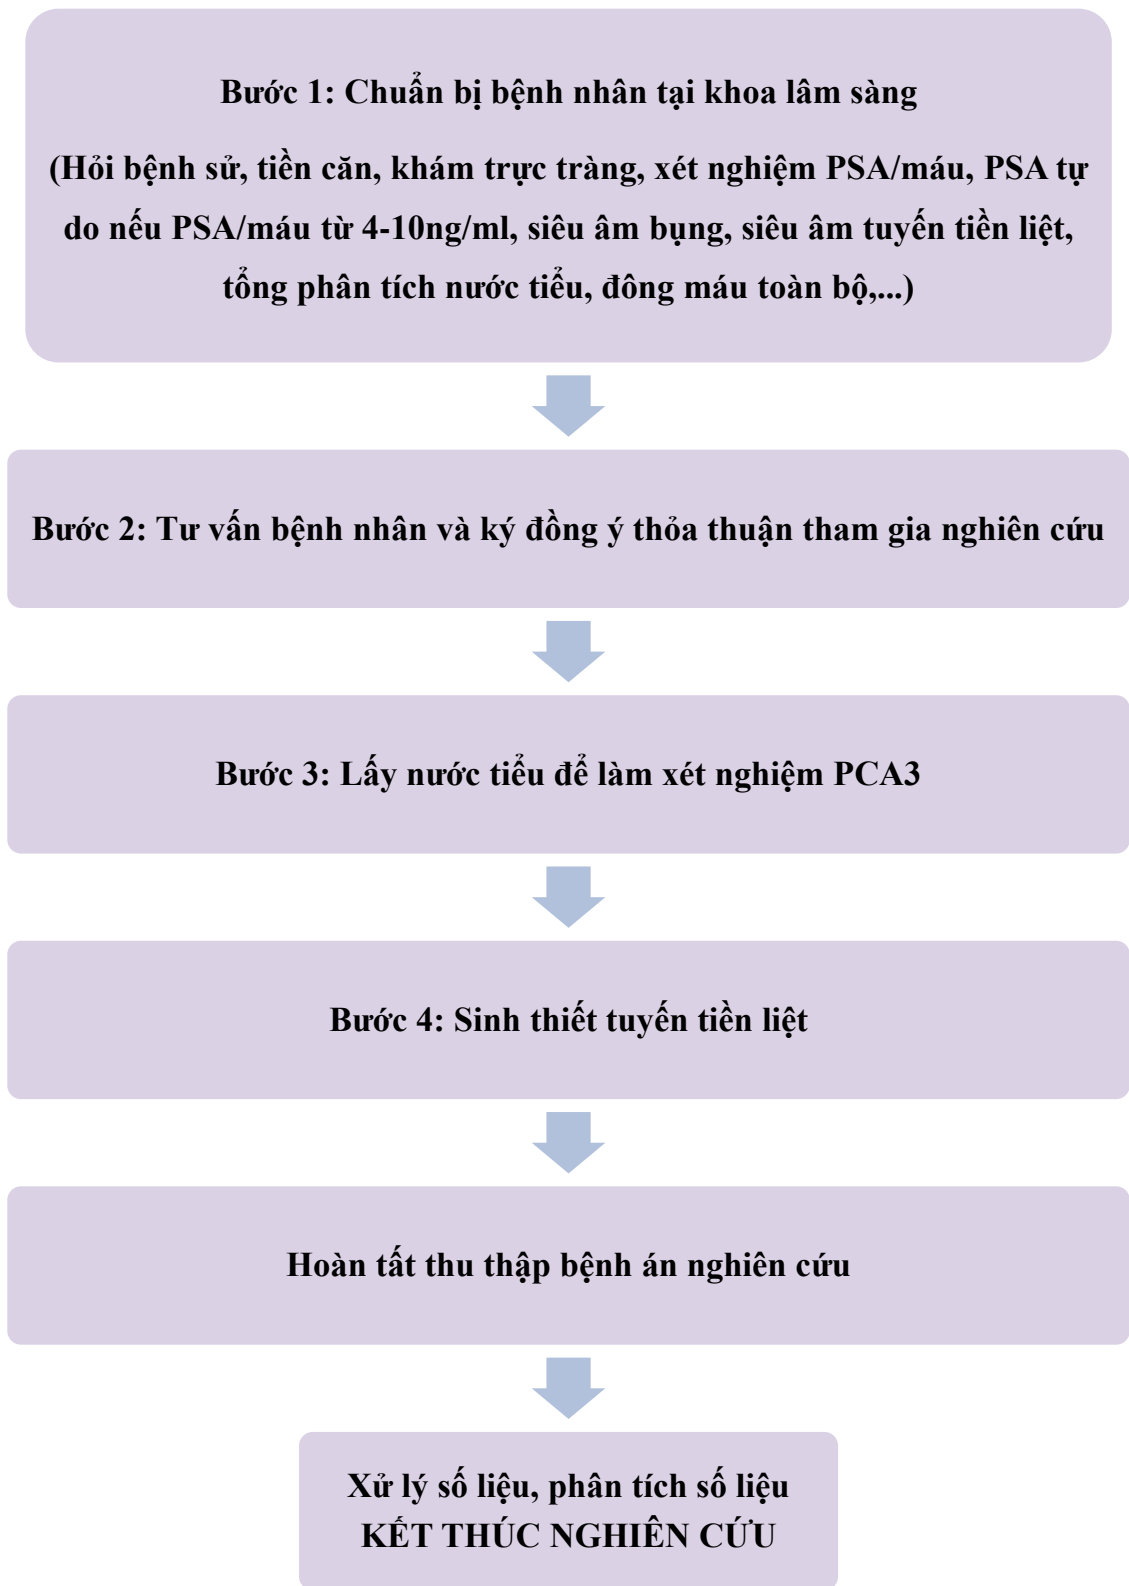 Bước 1: Chuẩn bị bệnh nhân tại khoa lâm sàng
(Hỏi bệnh sử, tiền căn, khám trực tràng, xét nghiệm PSA/máu, PSA tự
do nếu PSA/máu từ 4-10ng/ml, siêu âm bụng, siêu âm tuyến tiền liệt,
tổng phân tích nước tiểu, đông máu toàn bộ,...)
Bước 2: Tư vấn bệnh nhân và ký đồng ý thỏa thuận tham gia nghiên cứu
Bước 3: Lấy nước tiểu để làm xét nghiệm PCA3
Bước 4: Sinh thiết tuyến tiền liệt
Hoàn tất thu thập bệnh án nghiên cứu
Xử lý số liệu, phân tích số liệu
KẾT THÚC NGHIÊN CỨU